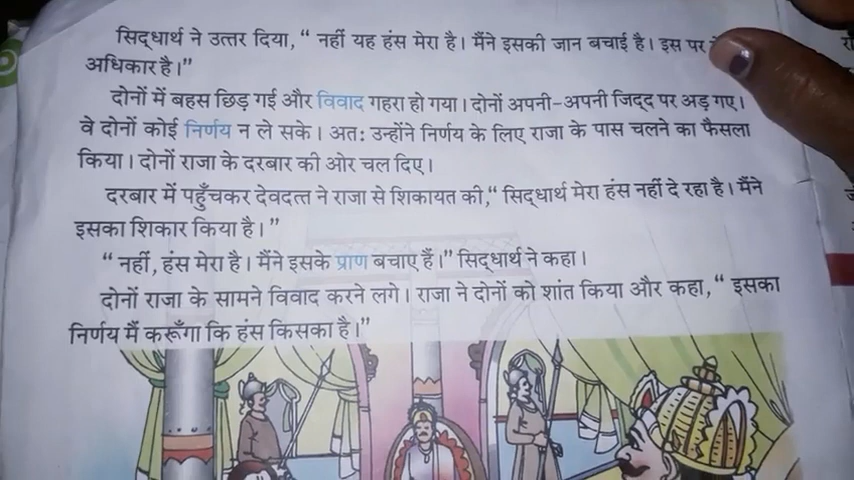 सिद्धार्थ ने उत्तर दिया, “ नहीं यह हंस मेरा है। मैंने इसकी जान बचाई है। इस पर
अधिकार है।”
दोनों में बहस छिड़ गई और विवाद गहरा हो गया। दोनों अपनी-अपनी जिद्द पर अड़ गए।
वे दोनों कोई निर्णय न ले सके। अतः उन्होंने निर्णय के लिए राजा के पास चलने का फैसला
किया। दोनों राजा के दरबार की ओर चल दिए।
दरबार में पहुँचकर देवदत्त ने राजा से शिकायत की,“ सिद्धार्थ मेरा हंस नहीं दे रहा है। मैंने
इसका शिकार किया है।”
“ नहीं, हंस मेरा है। मैंने इसके प्राण बचाए हैं।” सिद्धार्थ ने कहा।
दोनों राजा के सामने विवाद करने लगे। राजा ने दोनों को शांत किया और कहा,“ इसका
निर्णय मैं करूँगा कि हंस किसका है।”